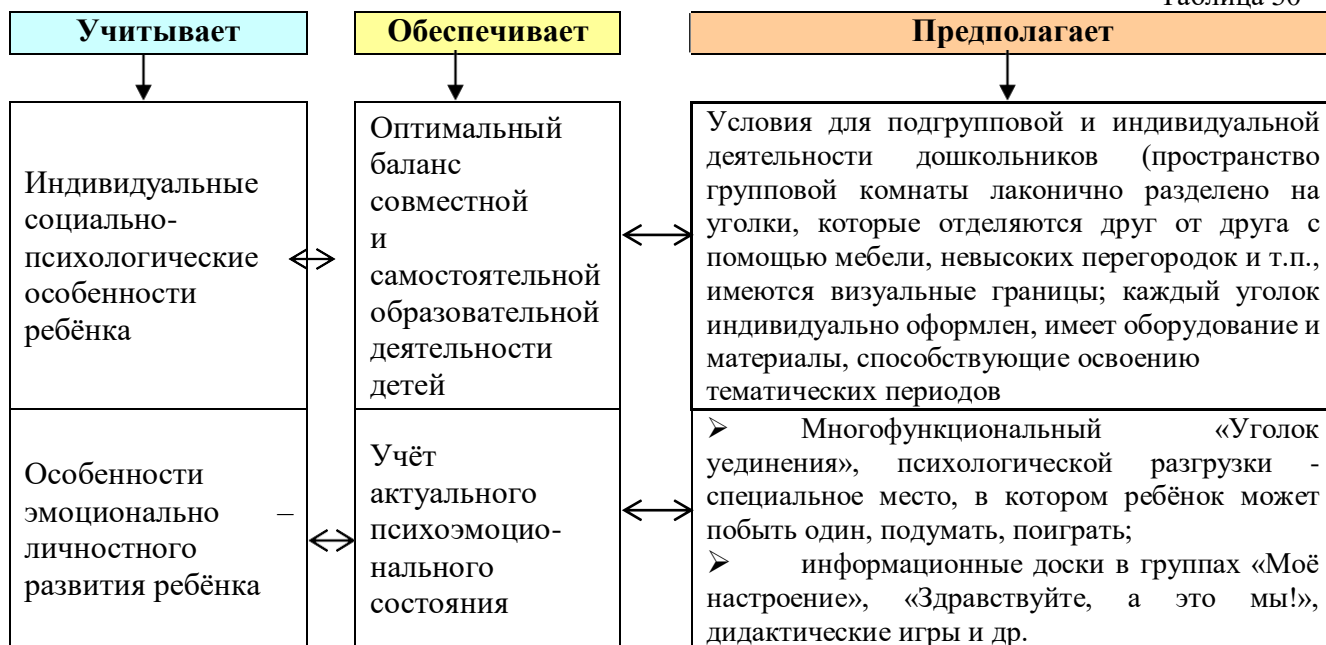 Таблица 30
Учитывает
Обеспечивает
Предполагает
Индивидуальные
социально-
психологические
особенности
ребёнка
Оптимальный
баланс
совместной
и
самостоятельной
образовательной
деятельности
детей
Условия для подгрупповой и индивидуальной
деятельности дошкольников (пространство
групповой комнаты лаконично разделено на
уголки, которые отделяются друг от друга с
помощью мебели, невысоких перегородок и т.п.,
имеются визуальные границы; каждый уголок
индивидуально оформлен, имеет оборудование и
материалы, способствующие освоению
тематических периодов
Особенности
эмоционально –
личностного
развития ребёнка
Учёт
актуального
психоэмоцио-
нального
состояния
➢ Многофункциональный «Уголок
уединения», психологической разгрузки -
специальное место, в котором ребёнок может
побыть один, подумать, поиграть;
➢ информационные доски в группах «Моё
настроение», «Здравствуйте, а это мы!»,
дидактические игры и др.